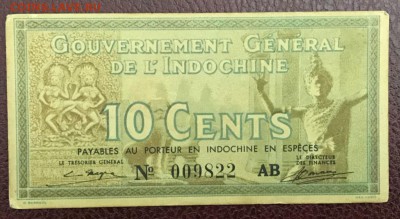 GOUVERNEMENT GÉNÉRAL
DE L'INDOCHINE
10 CENTS
PAYABLES AU PORTEUR EN INDOCHINE EN ESPÈCES
LE TRÉSORIER GÉNÉRAL
LE DIRECTEUR
DES FINANCES
Nº 009822 AB